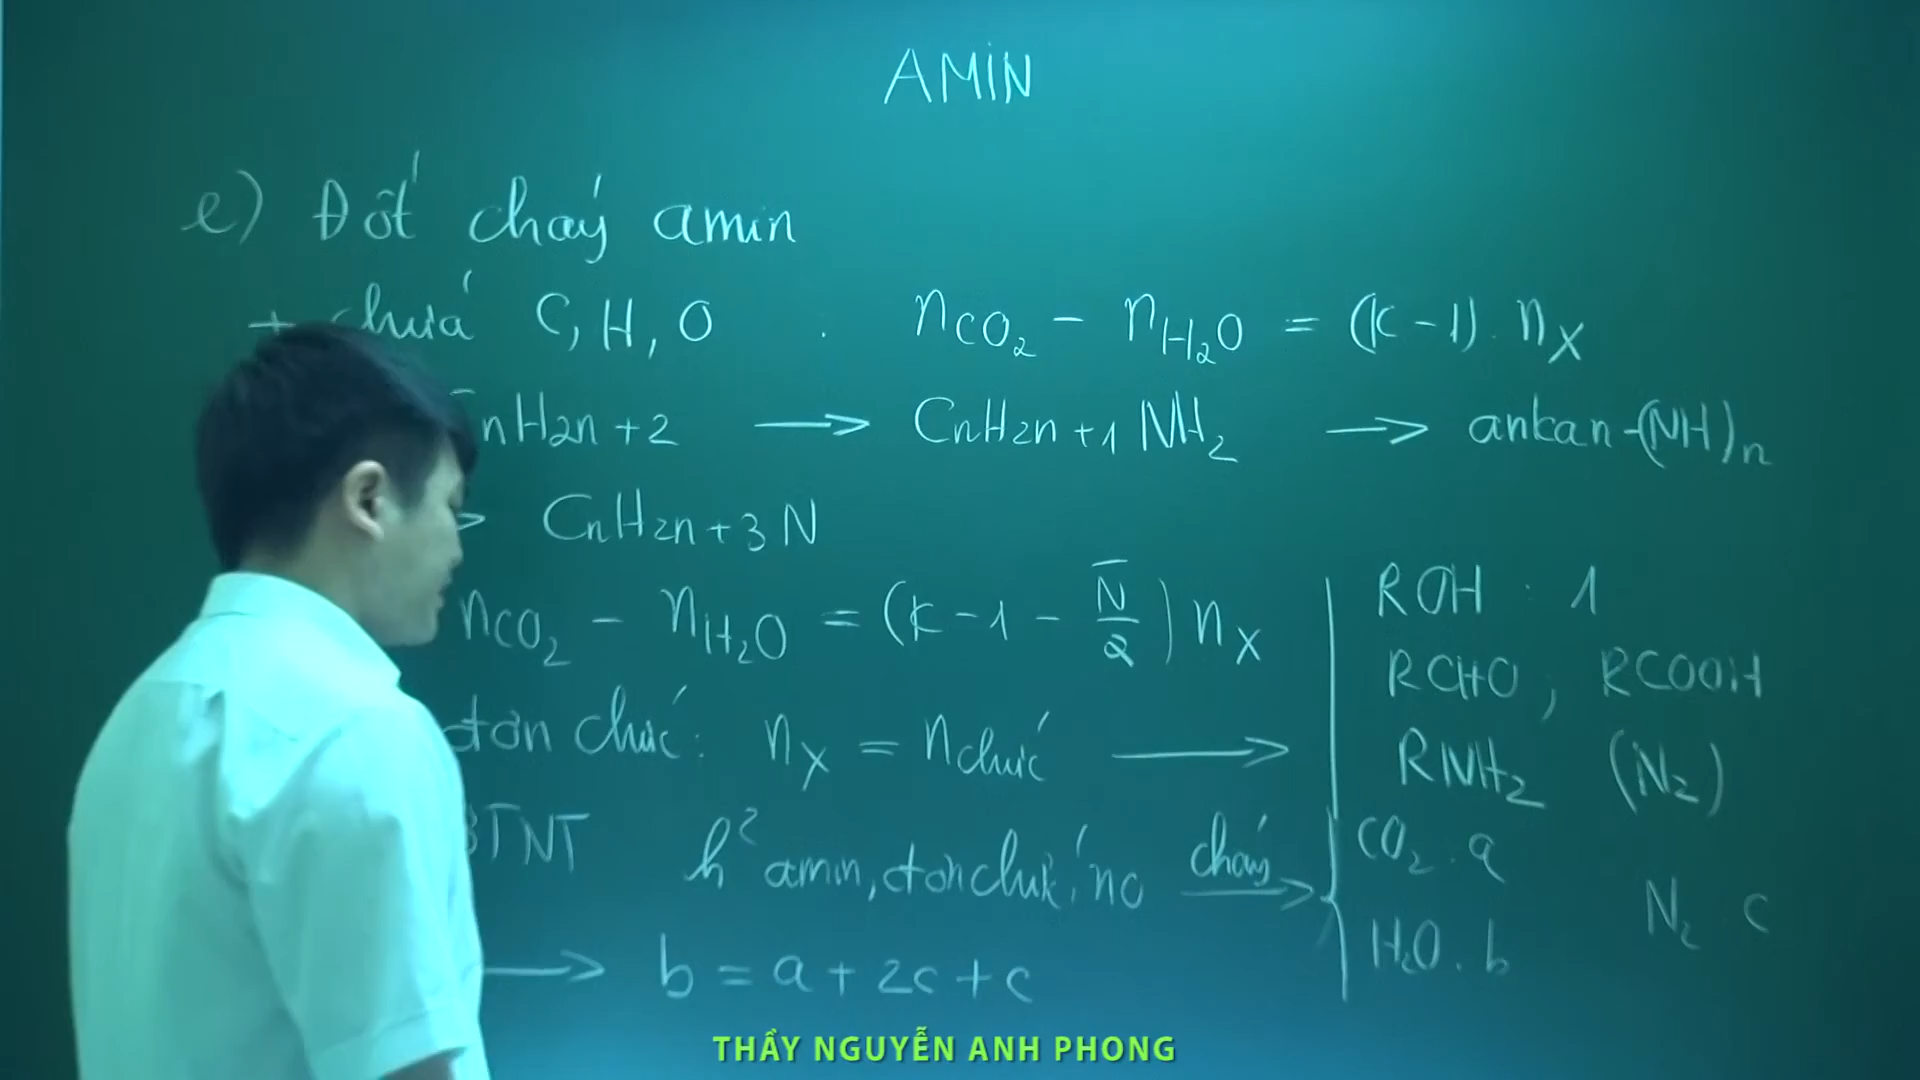 AMIN
e) Đốt cháy amin
+ chứa C, H, O . nCO2 - nH2O = (k-1). nX
nH2n+2 → CnH2n+1NH2 → ankan-(NH)n
CnH2n+3N
nCO2 - nH2O = (k-1-N̄/2) nX
ROH : 1
RCHO ; RCOOH
đơn chức: nX = nchức →
RNH2 (N2)
BTNT h² amin, đơn chức, no cháy →
CO2 . a
N2 c
H2O . b
→ b = a + 2c + c
THẦY NGUYỄN ANH PHONG